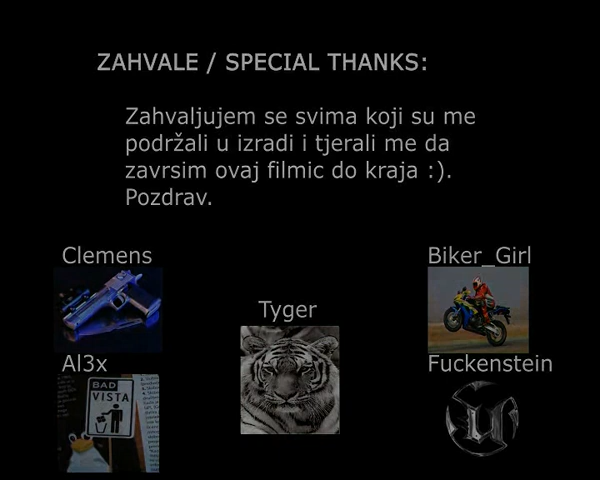 ZAHVALE / SPECIAL THANKS:
Zahvaljujem se svima koji su me
podržali u izradi i tjerali me da
zavrsim ovaj filmic do kraja :).
Pozdrav.
Clemens
Biker_Girl
Tyger
Al3x
Fuckenstein
BAD
VISTA